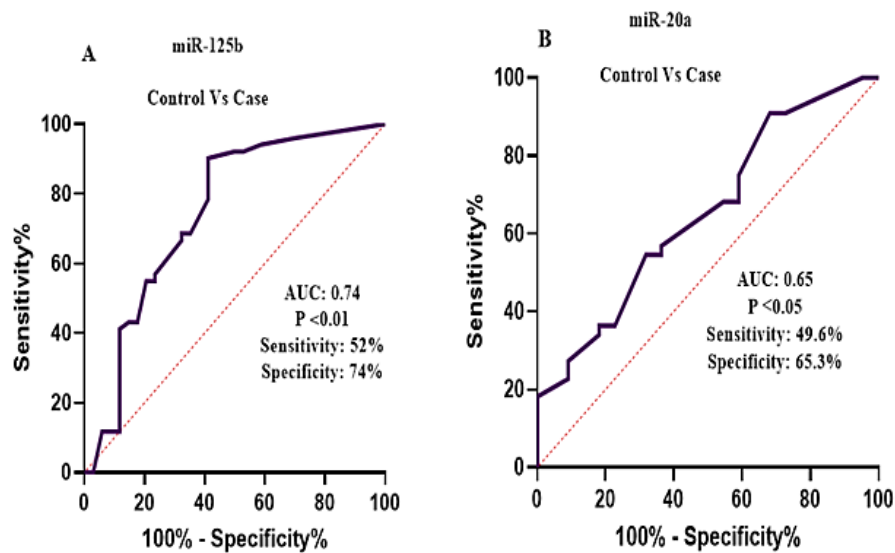 A
miR-125b
Control Vs Case
100
80
60
40
20
0
Sensitivity%
AUC: 0.74
P <0.01
Sensitivity: 52%
Specificity: 74%
0 20 40 60 80 100
100% - Specificity%
B
miR-20a
Control Vs Case
100
80
60
40
20
0
Sensitivity%
AUC: 0.65
P <0.05
Sensitivity: 49.6%
Specificity: 65.3%
0 20 40 60 80 100
100% - Specificity%